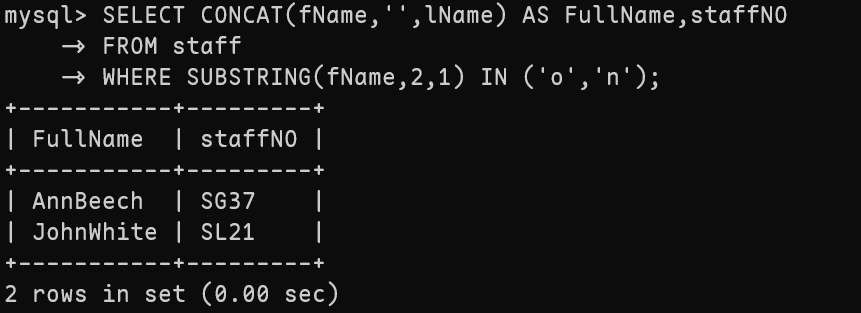 mysql> SELECT CONCAT(fName,'',lName) AS FullName,staffNO
    → FROM staff
    → WHERE SUBSTRING(fName,2,1) IN ('o','n');
+-----------+---------+
| FullName  | staffNO |
+-----------+---------+
| AnnBeech  | SG37    |
| JohnWhite | SL21    |
+-----------+---------+
2 rows in set (0.00 sec)